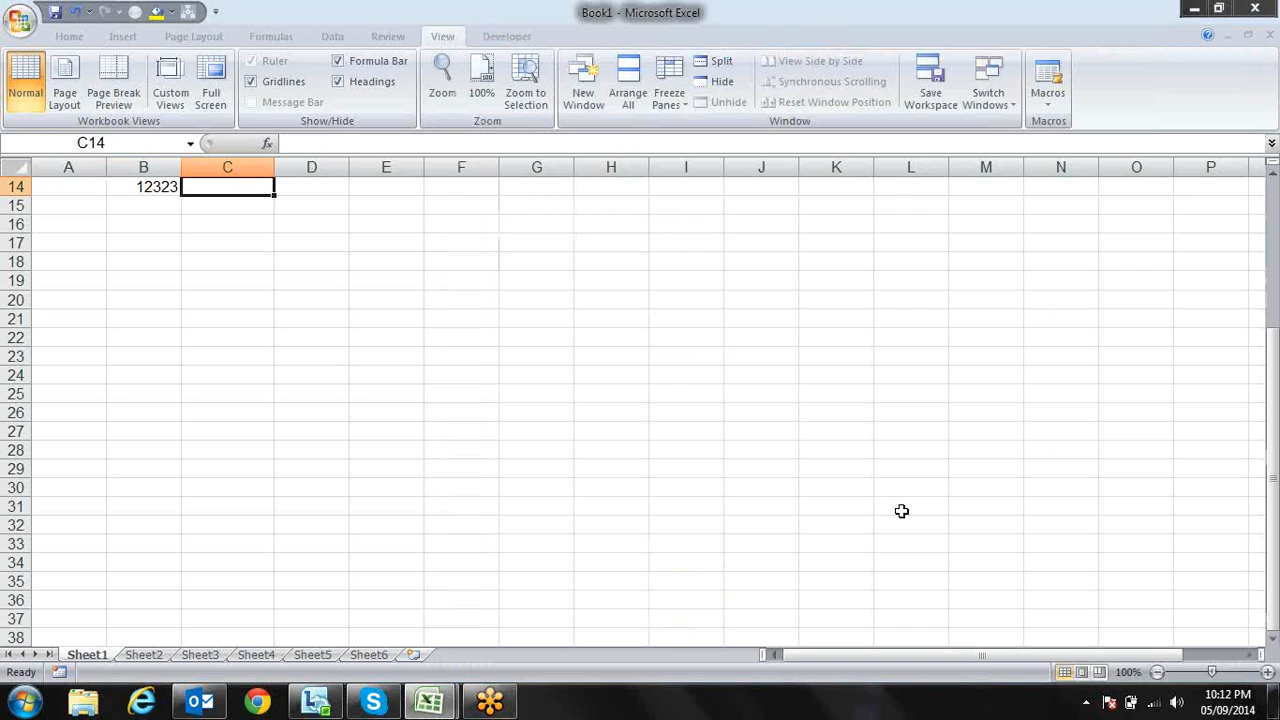 Book1 - Microsoft Excel
Home Insert Page Layout Formulas Data Review View Developer
Normal Page Layout Page Break Preview Custom Views Full Screen
Workbook Views
Ruler Formula Bar
Gridlines Headings
Message Bar
Show/Hide
Zoom 100% Zoom to Selection
Zoom
New Window Arrange All Freeze Panes
Split
Hide
Unhide
View Side by Side
Synchronous Scrolling
Reset Window Position
Save Workspace Switch Windows
Window
Macros
Macros
C14 fx
A B C D E F G H I J K L M N O P
14 12323
15
16
17
18
19
20
21
22
23
24
25
26
27
28
29
30
31
32
33
34
35
36
37
38
Sheet1 Sheet2 Sheet3 Sheet4 Sheet5 Sheet6
Ready 100%
10:12 PM
05/09/2014